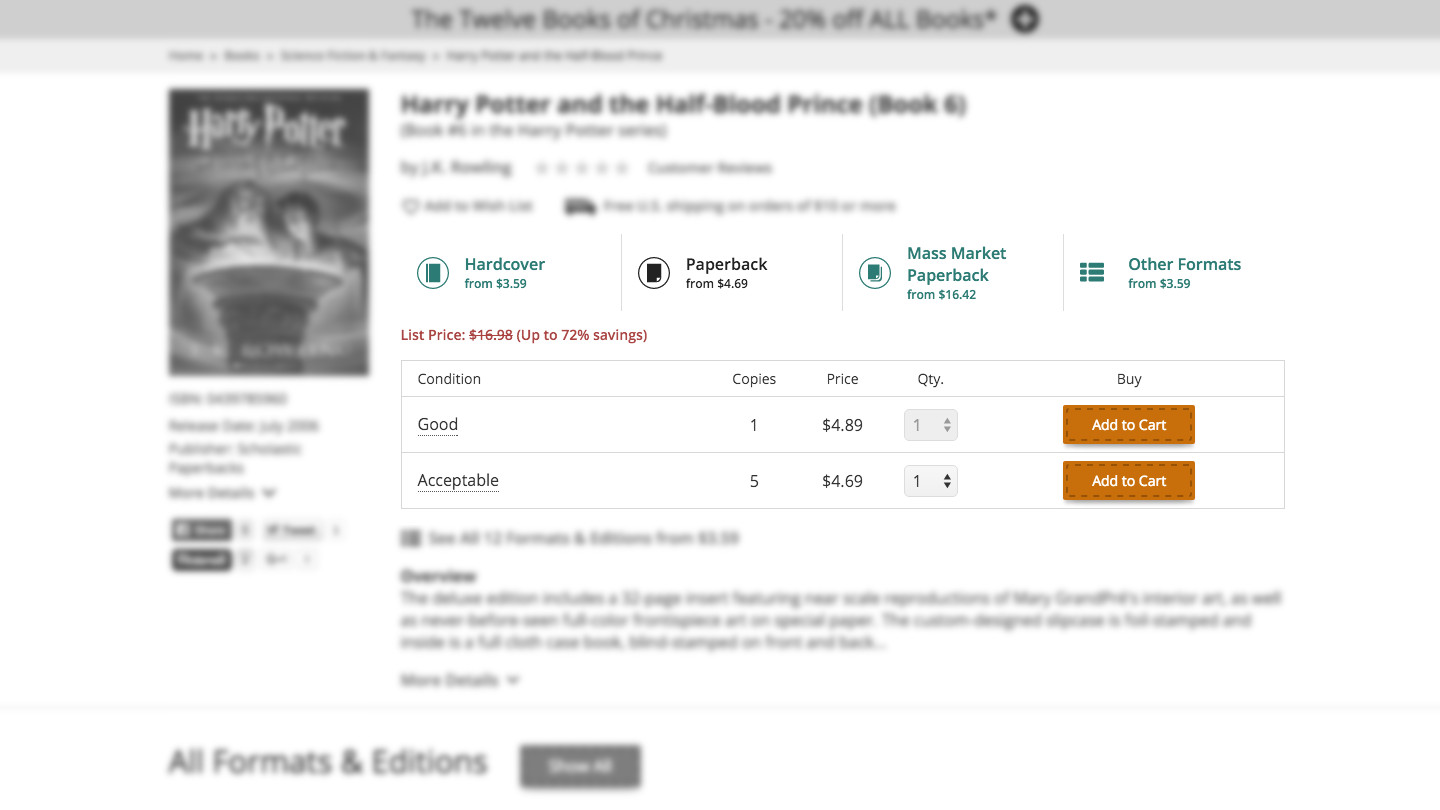 The Twelve Books of Christmas - 20% off ALL Books*
Home » Books » Science Fiction & Fantasy » Harry Potter and the Half-Blood Prince
Harry Potter
Harry Potter and the Half-Blood Prince (Book 6)
(Book #6 in the Harry Potter series)
by J.K. Rowling Customer Reviews
Add to Wish List Free U.S. shipping on orders of $10 or more
Hardcover
from $3.59
Paperback
from $4.69
Mass Market
Paperback
from $16.42
Other Formats
from $3.59
List Price: $16.98 (Up to 72% savings)
Condition Copies Price Qty. Buy
Good 1 $4.89 1 Add to Cart
Acceptable 5 $4.69 1 Add to Cart
ISBN: 0439785960
Release Date: July 2006
Publisher: Scholastic
Paperbacks
More Details
Share
Tweet
Pinterest
See All 12 Formats & Editions from $3.59
Overview
The deluxe edition includes a 32-page insert featuring near scale reproductions of Mary GrandPré's interior art, as well
as never-before-seen full-color frontispiece art on special paper. The custom-designed slipcase is foil-stamped and
inside is a full cloth case book, blind-stamped on front and back...
More Details
All Formats & Editions Show All